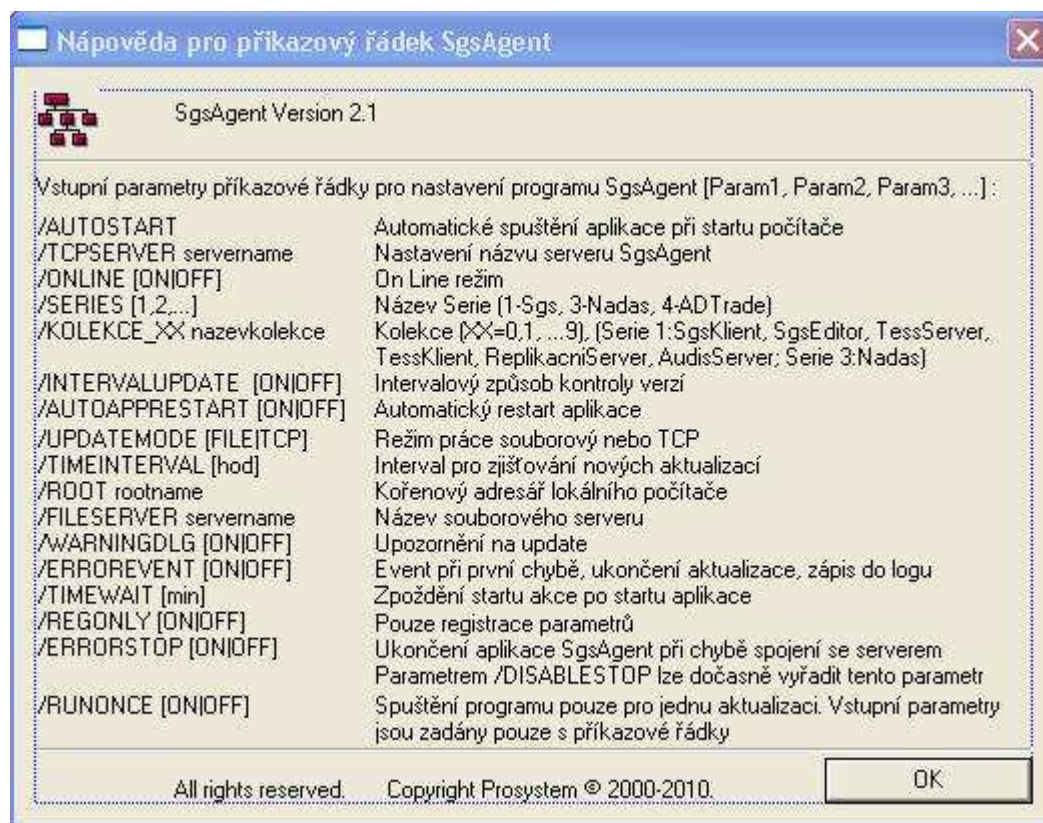 Nápověda pro přikazový řádek SgsAgent
SgsAgent Version 2.1
Vstupní parametry příkazové řádky pro nastavení programu SgsAgent [Param1, Param2, Param3, ...] :
/AUTOSTART Automatické spuštění aplikace při startu počítače
/TCPSERVER servername Nastavení názvu serveru SgsAgent
/ONLINE [ON|OFF] On Line režim
/SERIES [1,2,...] Název Serie (1-Sgs, 3-Nadas, 4-ADTrade)
/KOLEKCE_XX nazevkolekce Kolekce (XX=0,1, ...9), (Serie 1:SgsKlient, SgsEditor, TessServer,
TessKlient, ReplikacniServer, AudisServer; Serie 3:Nadas)
/INTERVALUPDATE [ON|OFF] Intervalový způsob kontroly verzí
/AUTOAPPRESTART [ON|OFF] Automatický restart aplikace
/UPDATEMODE [FILE|TCP] Režim práce souborový nebo TCP
/TIMEINTERVAL [hod] Interval pro zjišťování nových aktualizací
/ROOT rootname Kořenový adresář lokálního počítače
/FILESERVER servername Název souborového serveru
/WARNINGDLG [ON|OFF] Upozornění na update
/ERROREVENT [ON|OFF] Event při první chybě, ukončení aktualizace, zápis do logu
/TIMEWAIT [min] Zpoždění startu akce po startu aplikace
/REGONLY [ON|OFF] Pouze registrace parametrů
/ERRORSTOP [ON|OFF] Ukončení aplikace SgsAgent při chybě spojení se serverem
Parametrem /DISABLESTOP lze dočasně vyřadit tento parametr
/RUNONCE [ON|OFF] Spuštění programu pouze pro jednu aktualizaci. Vstupní parametry
jsou zadány pouze s příkazové řádky
All rights reserved. Copyright Prosystem © 2000-2010.
OK